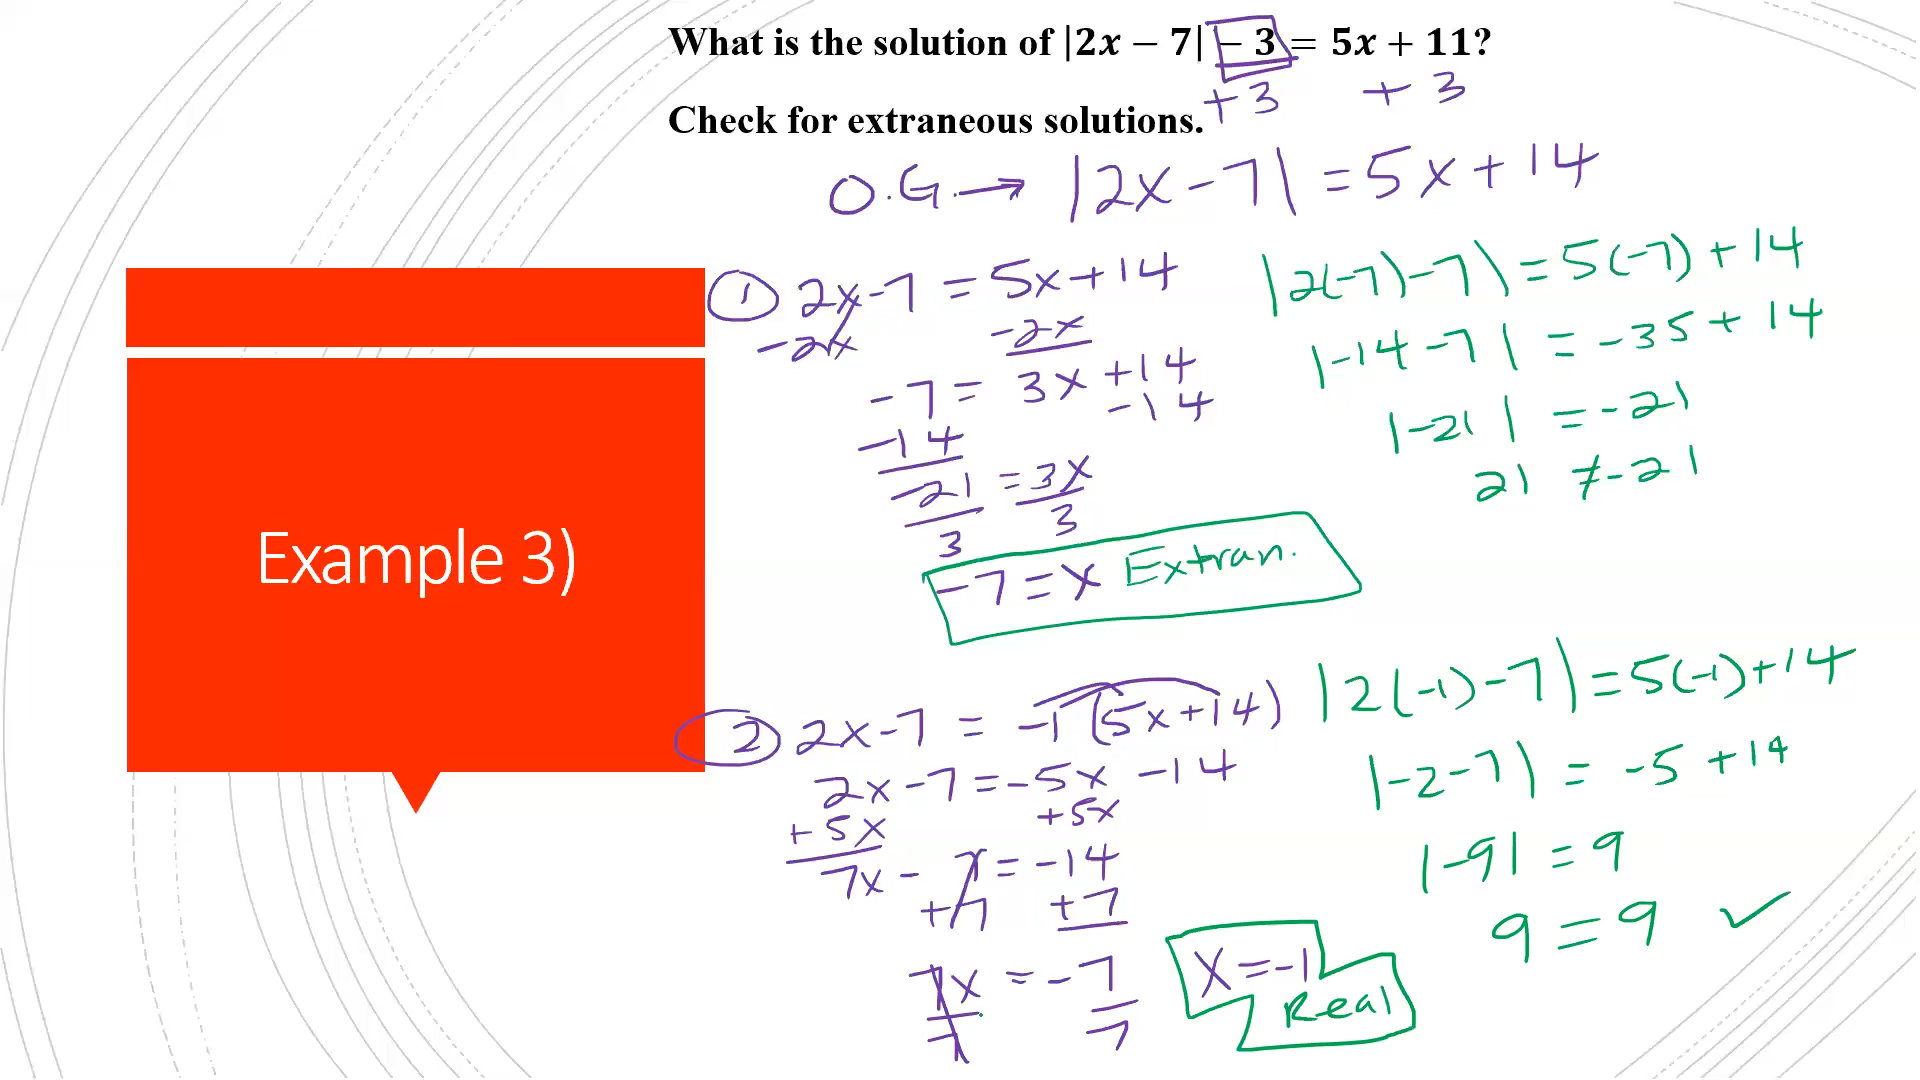 What is the solution of |2x − 7| − 3 = 5x + 11?
+3 +3
Check for extraneous solutions.
O.G. → |2x - 7| = 5x + 14
Example 3)
① 2x - 7 = 5x + 14
-2x -2x
-7 = 3x + 14
-14 -14
-21 = 3x
3 3
-7 = x Extran.
|2(-7) - 7| = 5(-7) + 14
|-14 - 7| = -35 + 14
|-21| = -21
21 ≠ -21
② 2x - 7 = -1(5x + 14)
2x - 7 = -5x - 14
+5x +5x
7x - 7 = -14
+7 +7
7x = -7
7 7
x = -1
Real
|2(-1) - 7| = 5(-1) + 14
|-2 - 7| = -5 + 14
|-9| = 9
9 = 9 ✓